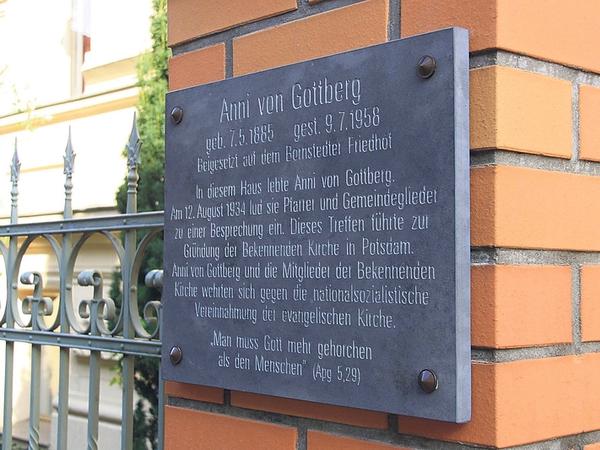 Anni von Gottberg
geb. 7.5.1885 gest. 9.7.1958
Beigesetzt auf dem Bornstedter Friedhof
In diesem Haus lebte Anni von Gottberg.
Am 12. August 1934 lud sie Pfarrer und Gemeindeglieder
zu einer Besprechung ein. Dieses Treffen führte zur
Gründung der Bekennenden Kirche in Potsdam.
Anni von Gottberg und die Mitglieder der Bekennenden
Kirche wehrten sich gegen die nationalsozialistische
Vereinnahmung der evangelischen Kirche.
„Man muss Gott mehr gehorchen
als den Menschen" (Apg 5,29)